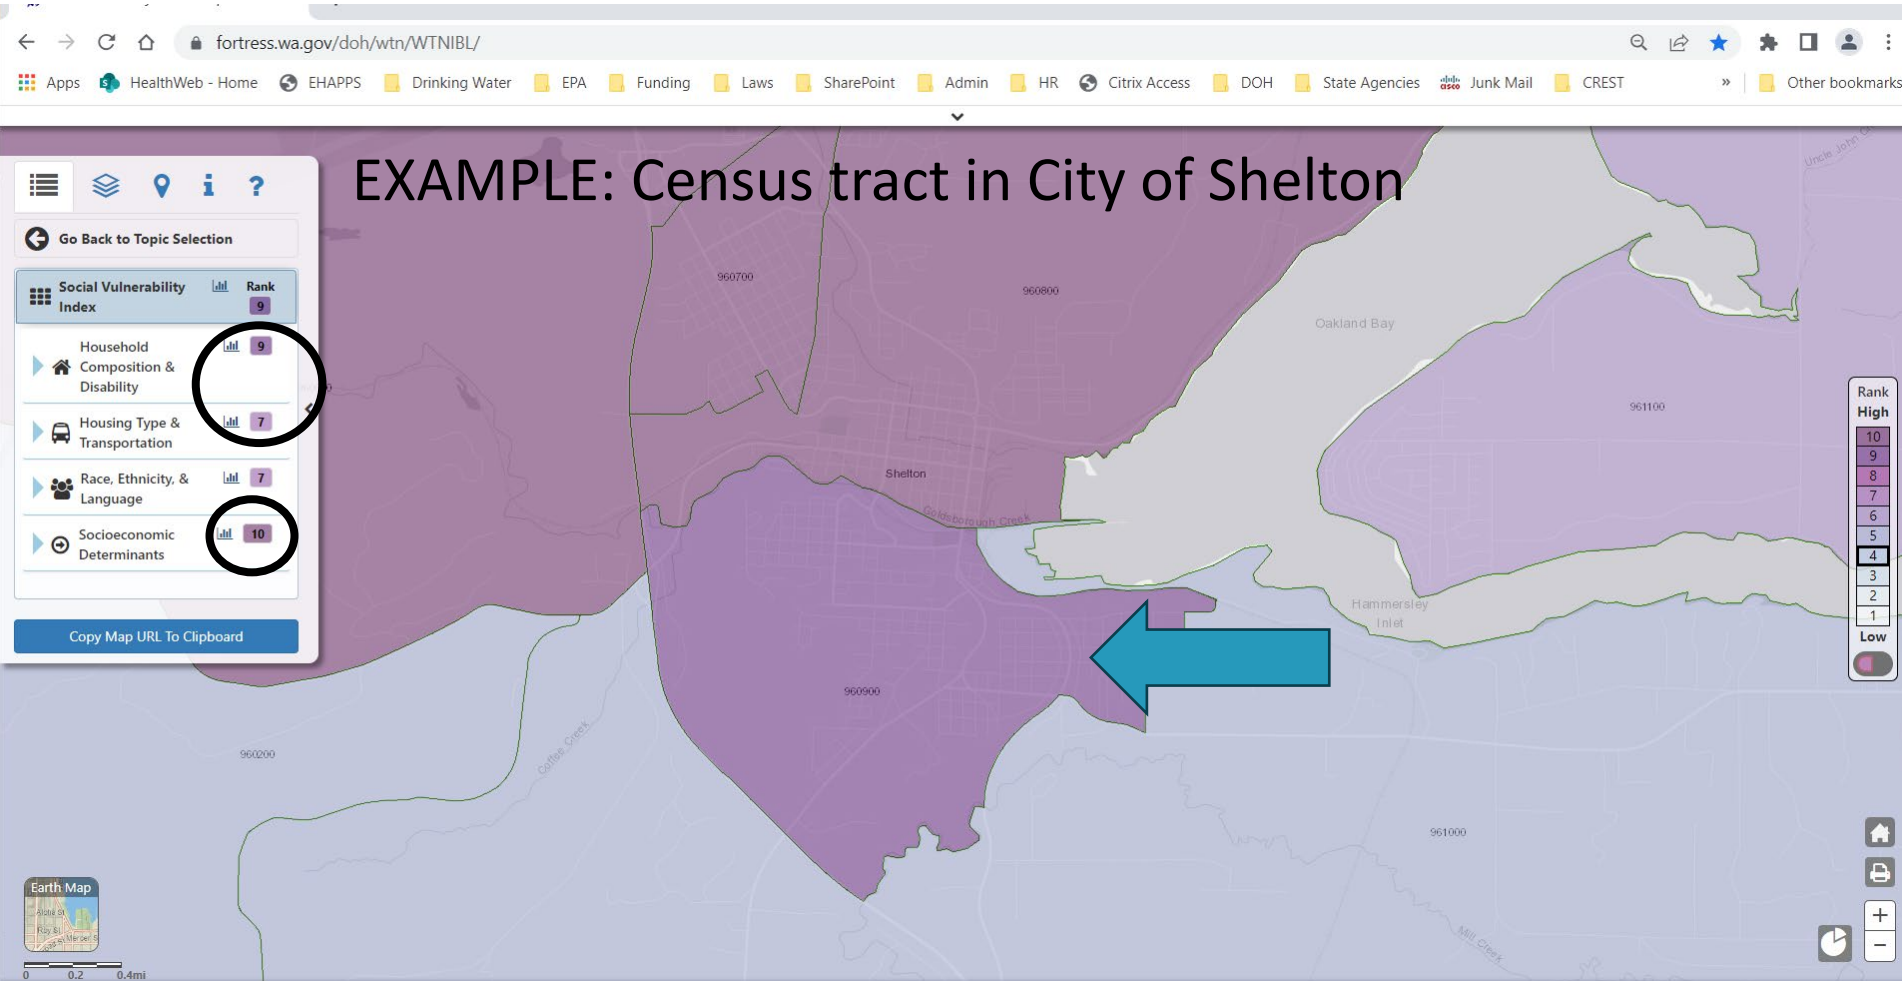 fortress.wa.gov/doh/wtn/WTNIBL/
Apps HealthWeb - Home EHAPPS Drinking Water EPA Funding Laws SharePoint Admin HR Citrix Access DOH State Agencies Junk Mail CREST » Other bookmarks
EXAMPLE: Census tract in City of Shelton
Go Back to Topic Selection
Social Vulnerability
Index
Rank
9
Household
Composition &
Disability
9
Housing Type &
Transportation
7
Race, Ethnicity, &
Language
7
Socioeconomic
Determinants
10
Copy Map URL To Clipboard
960700
960800
Oakland Bay
961100
Shelton
Goldsborough Creek
Hammersley
Inlet
960900
960200
Coffee Creek
961000
Mill Creek
Rank
High
10
9
8
7
6
5
4
3
2
1
Low
Earth Map
0 0.2 0.4mi